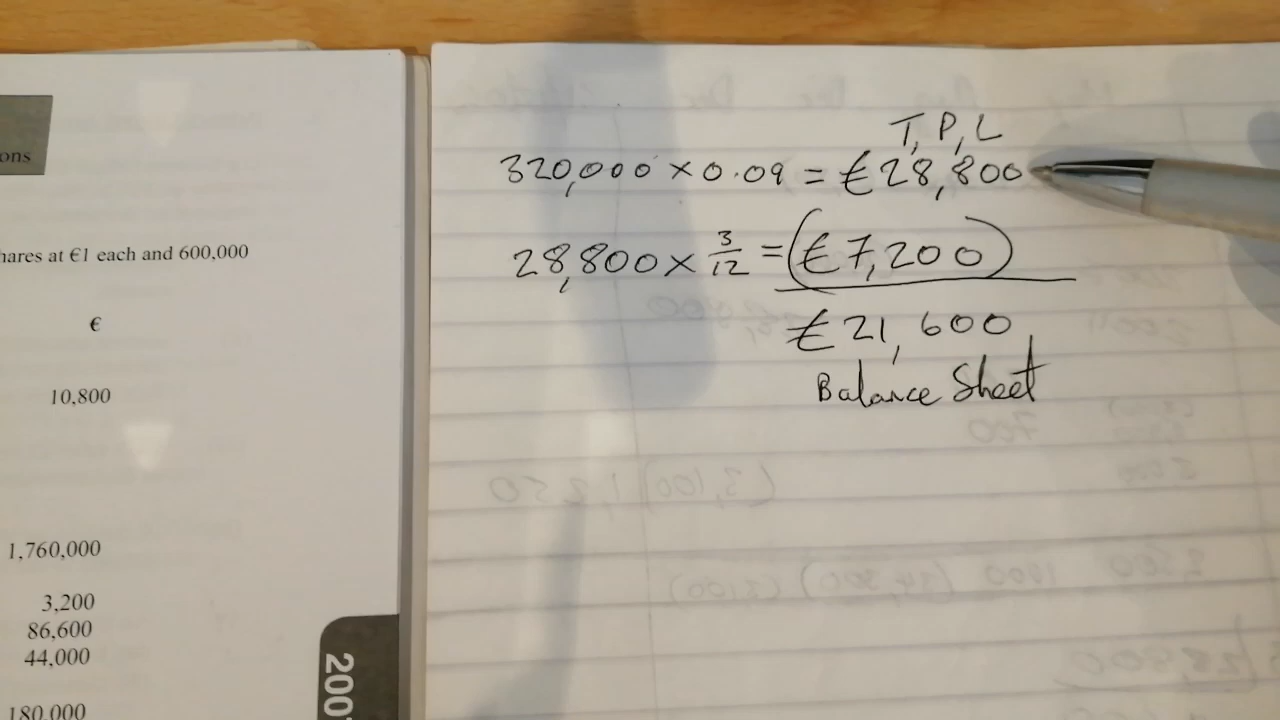 ons
hares at €1 each and 600,000
€
10,800
1,760,000
3,200
86,600
44,000
180,000
200
T, P, L
320,000 × 0.09 = €28,800
28,800 × 3/12 = (€7,200)
€21,600
Balance Sheet